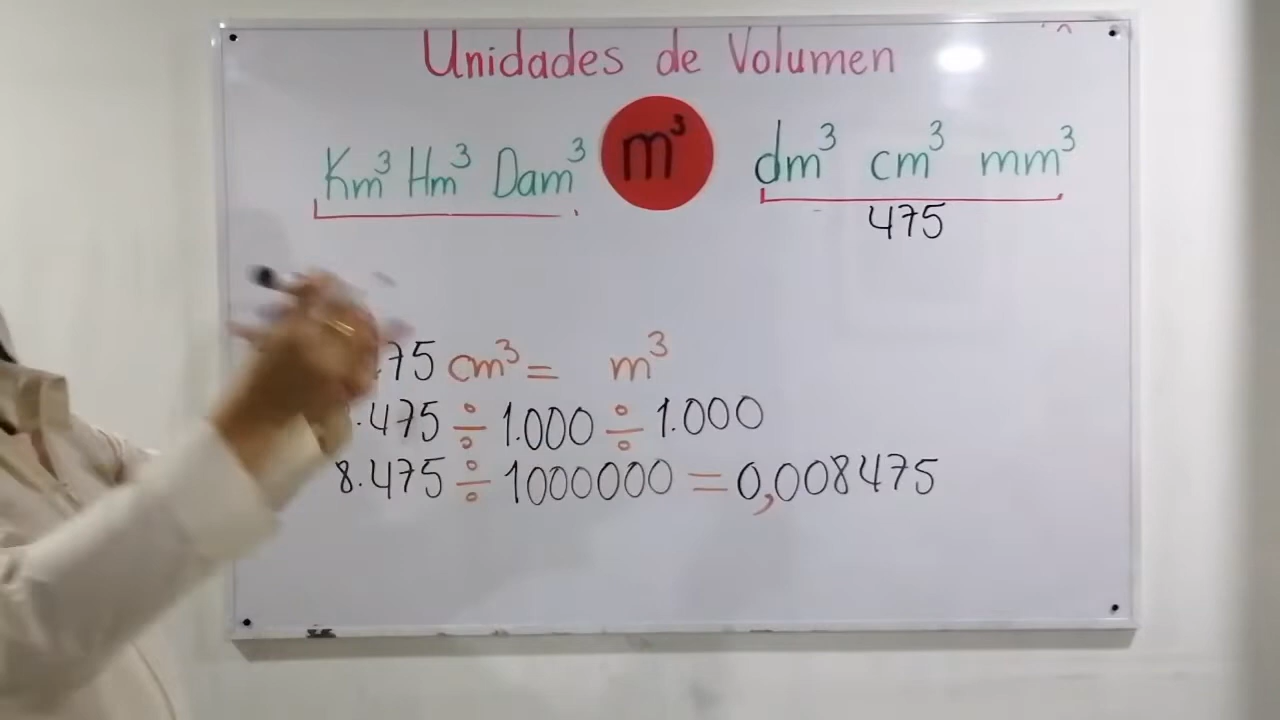 Unidades de Volumen
Km³ Hm³ Dam³ m³ dm³ cm³ mm³
475
75 cm³ = m³
.475 ÷ 1.000 ÷ 1.000
8.475 ÷ 1000000 = 0,008475